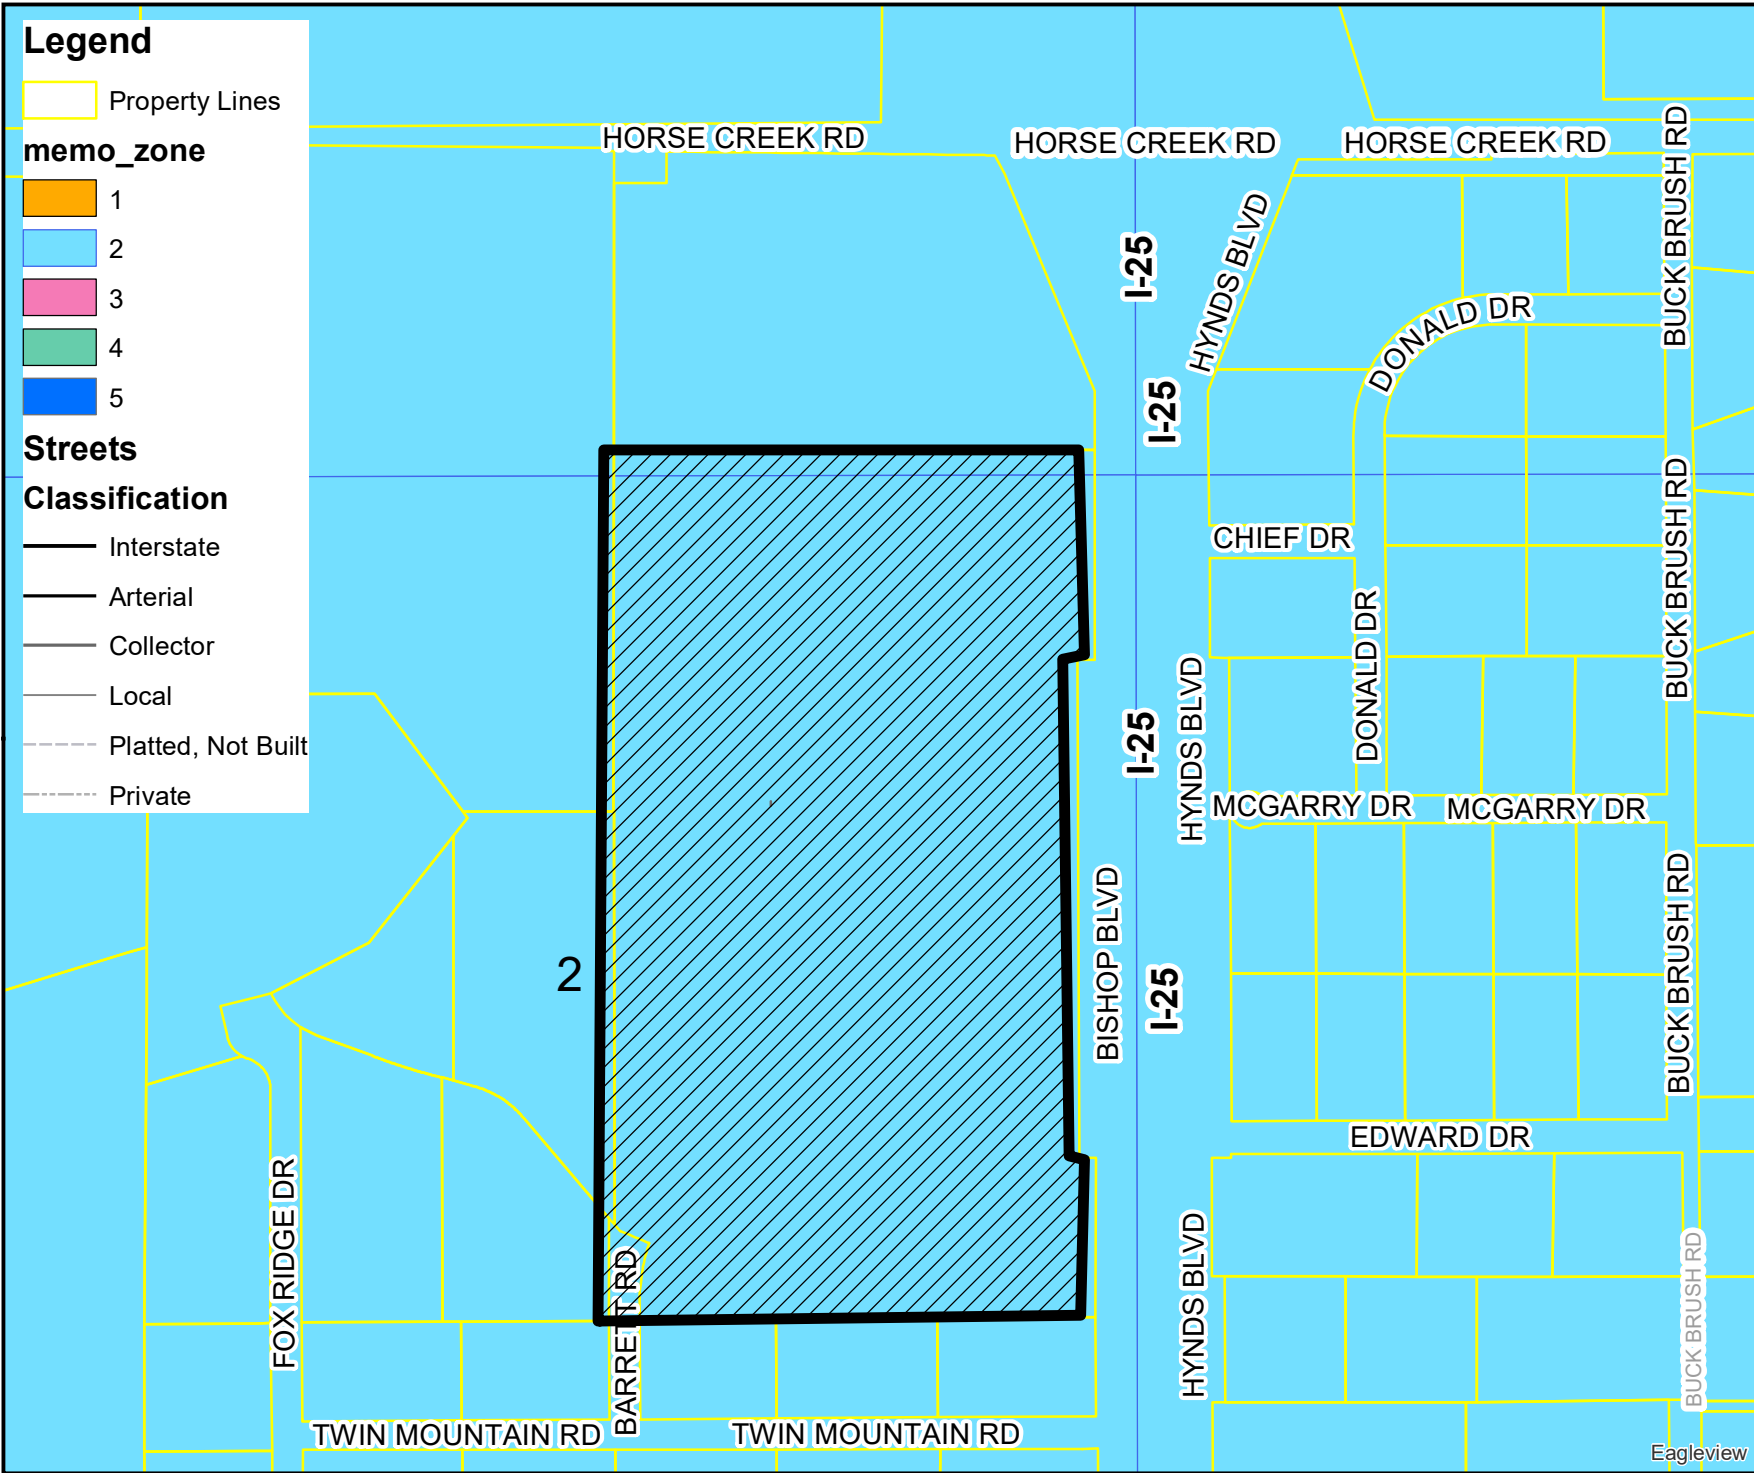 Legend
Property Lines
memo_zone
1
2
3
4
5
Streets
Classification
Interstate
Arterial
Collector
Local
Platted, Not Built
Private
HORSE CREEK RD
HORSE CREEK RD
HORSE CREEK RD
BUCK BRUSH RD
HYNDS BLVD
I-25
DONALD DR
I-25
BUCK BRUSH RD
CHIEF DR
DONALD DR
HYNDS BLVD
I-25
MCGARRY DR
MCGARRY DR
BISHOP BLVD
BUCK BRUSH RD
2
I-25
EDWARD DR
FOX RIDGE DR
BARRETT RD
HYNDS BLVD
BUCK BRUSH RD
TWIN MOUNTAIN RD
TWIN MOUNTAIN RD
Eagleview